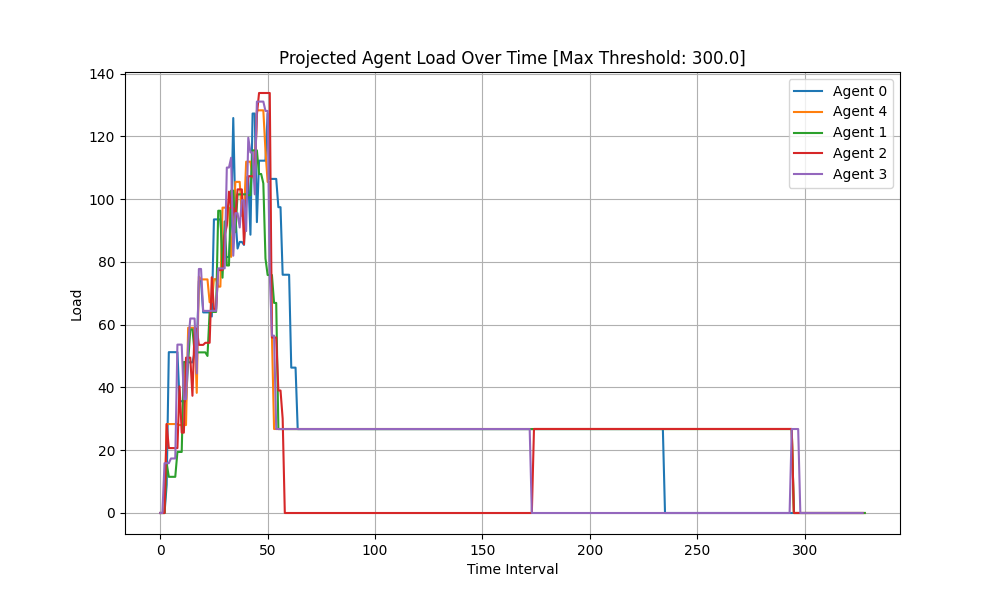 Projected Agent Load Over Time [Max Threshold: 300.0]
Load
140
120
100
80
60
40
20
0
Agent 0
Agent 4
Agent 1
Agent 2
Agent 3
0 50 100 150 200 250 300
Time Interval